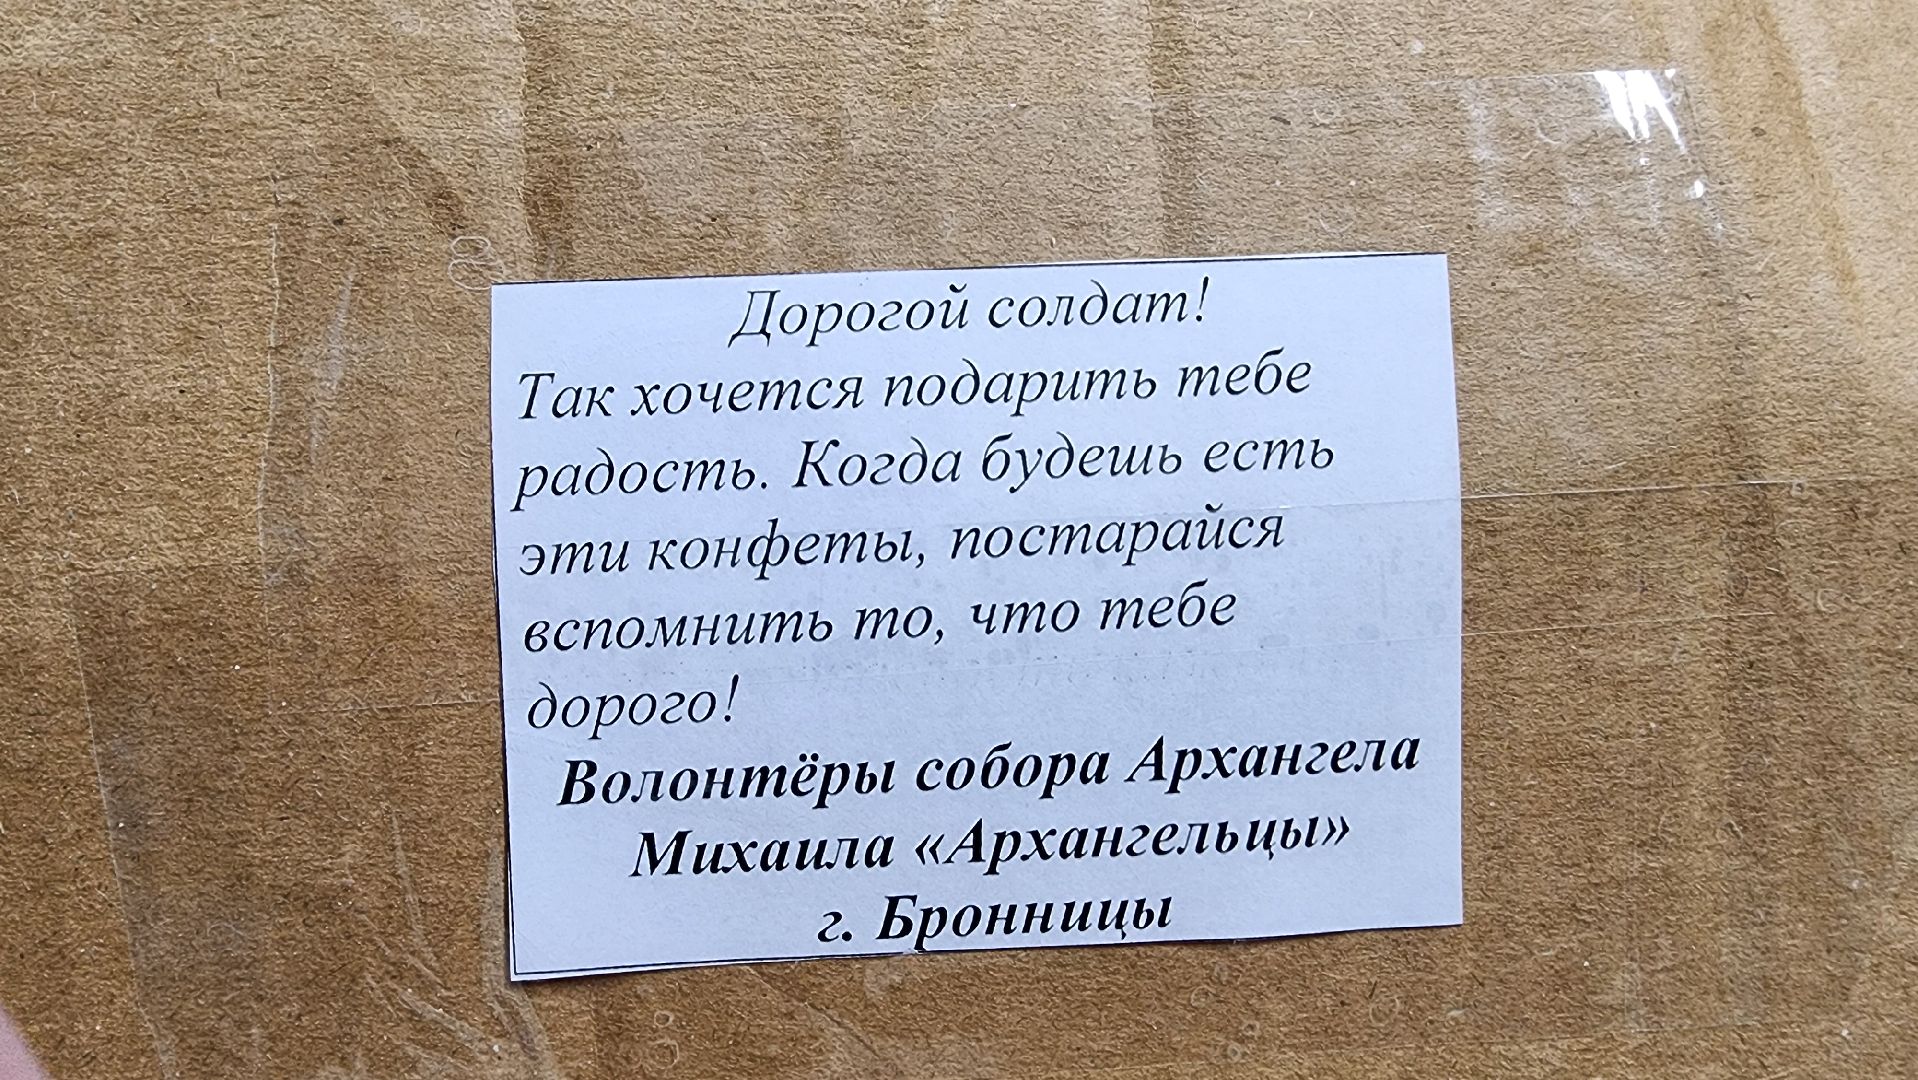 Дорогой солдат!
Так хочется подарить тебе
радость. Когда будешь есть
эти конфеты, постарайся
вспомнить то, что тебе
дорого!
Волонтёры собора Архангела
Михаила «Архангельцы»
г. Бронницы